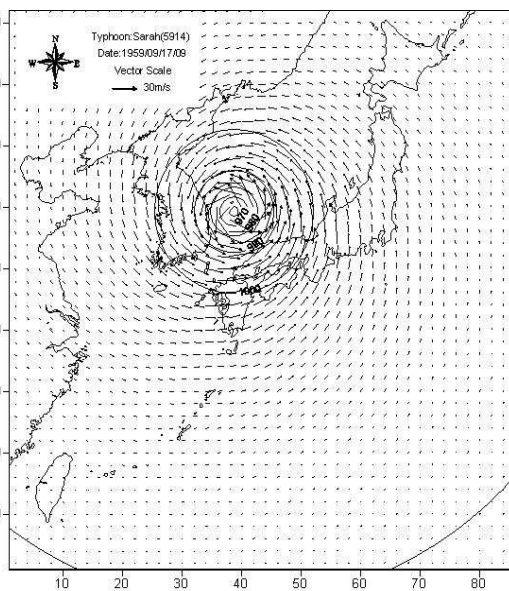 N
W E
S
Typhoon:Sarah(5914)
Date:1959/09/17/09
Vector Scale
30m/s
970
980
990
1000
10 20 30 40 50 60 70 80